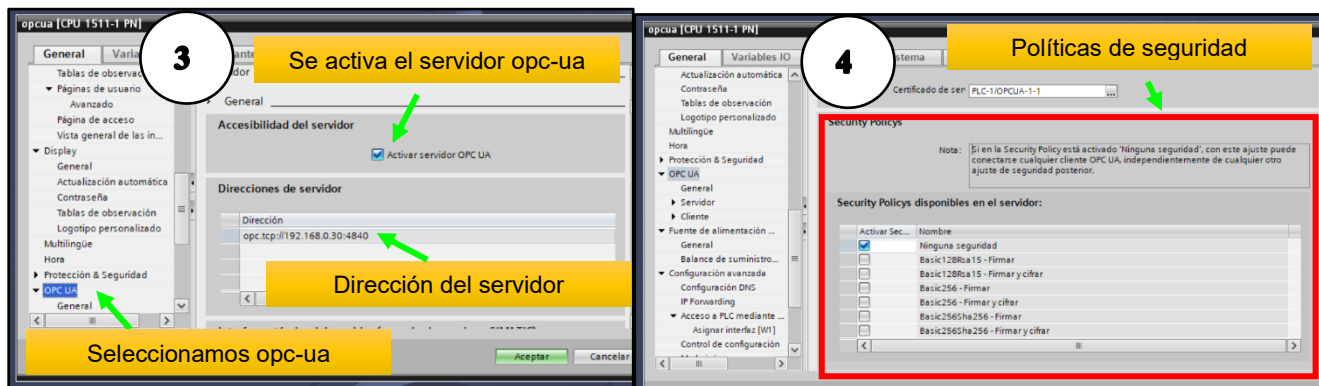 opcua [CPU 1511-1 PN]
General
3
Se activa el servidor opc-ua
Tablas de observac
Páginas de usuario
Avanzado
Página de acceso
Vista general de las in...
Display
General
Actualización automática
Contraseña
Tablas de observación
Logotipo personalizado
Multilingüe
Hora
Protección & Seguridad
OPC UA
General
General
Accesibilidad del servidor
Activar servidor OPC UA
Direcciones de servidor
Dirección
opc.tcp://192.168.0.30:4840
Dirección del servidor
Seleccionamos opc-ua
Aceptar
Cancelar
opcua [CPU 1511-1 PN]
General
Variables IO
4
Políticas de seguridad
Actualización automática
Contraseña
Tablas de observación
Logotipo personalizado
Multilingüe
Hora
Protección & Seguridad
OPC UA
General
Servidor
Cliente
Fuente de alimentación ...
General
Balance de suministro...
Configuración avanzada
Configuración DNS
IP Forwarding
Acceso a PLC mediante ...
Asignar interfaz [W1]
Control de configuración
Certificado de ser PLC-1/OPCUA-1-1 ...
Security Policys
Nota: Si en la Security Policy está activado 'Ninguna seguridad', con este ajuste puede
conectarse cualquier cliente OPC UA, independientemente de cualquier otro
ajuste de seguridad posterior.
Security Policys disponibles en el servidor:
Activar Sec... Nombre
Ninguna seguridad
Basic128Rsa15 - Firmar
Basic128Rsa15 - Firmar y cifrar
Basic256 - Firmar
Basic256 - Firmar y cifrar
Basic256Sha256 - Firmar
Basic256Sha256 - Firmar y cifrar